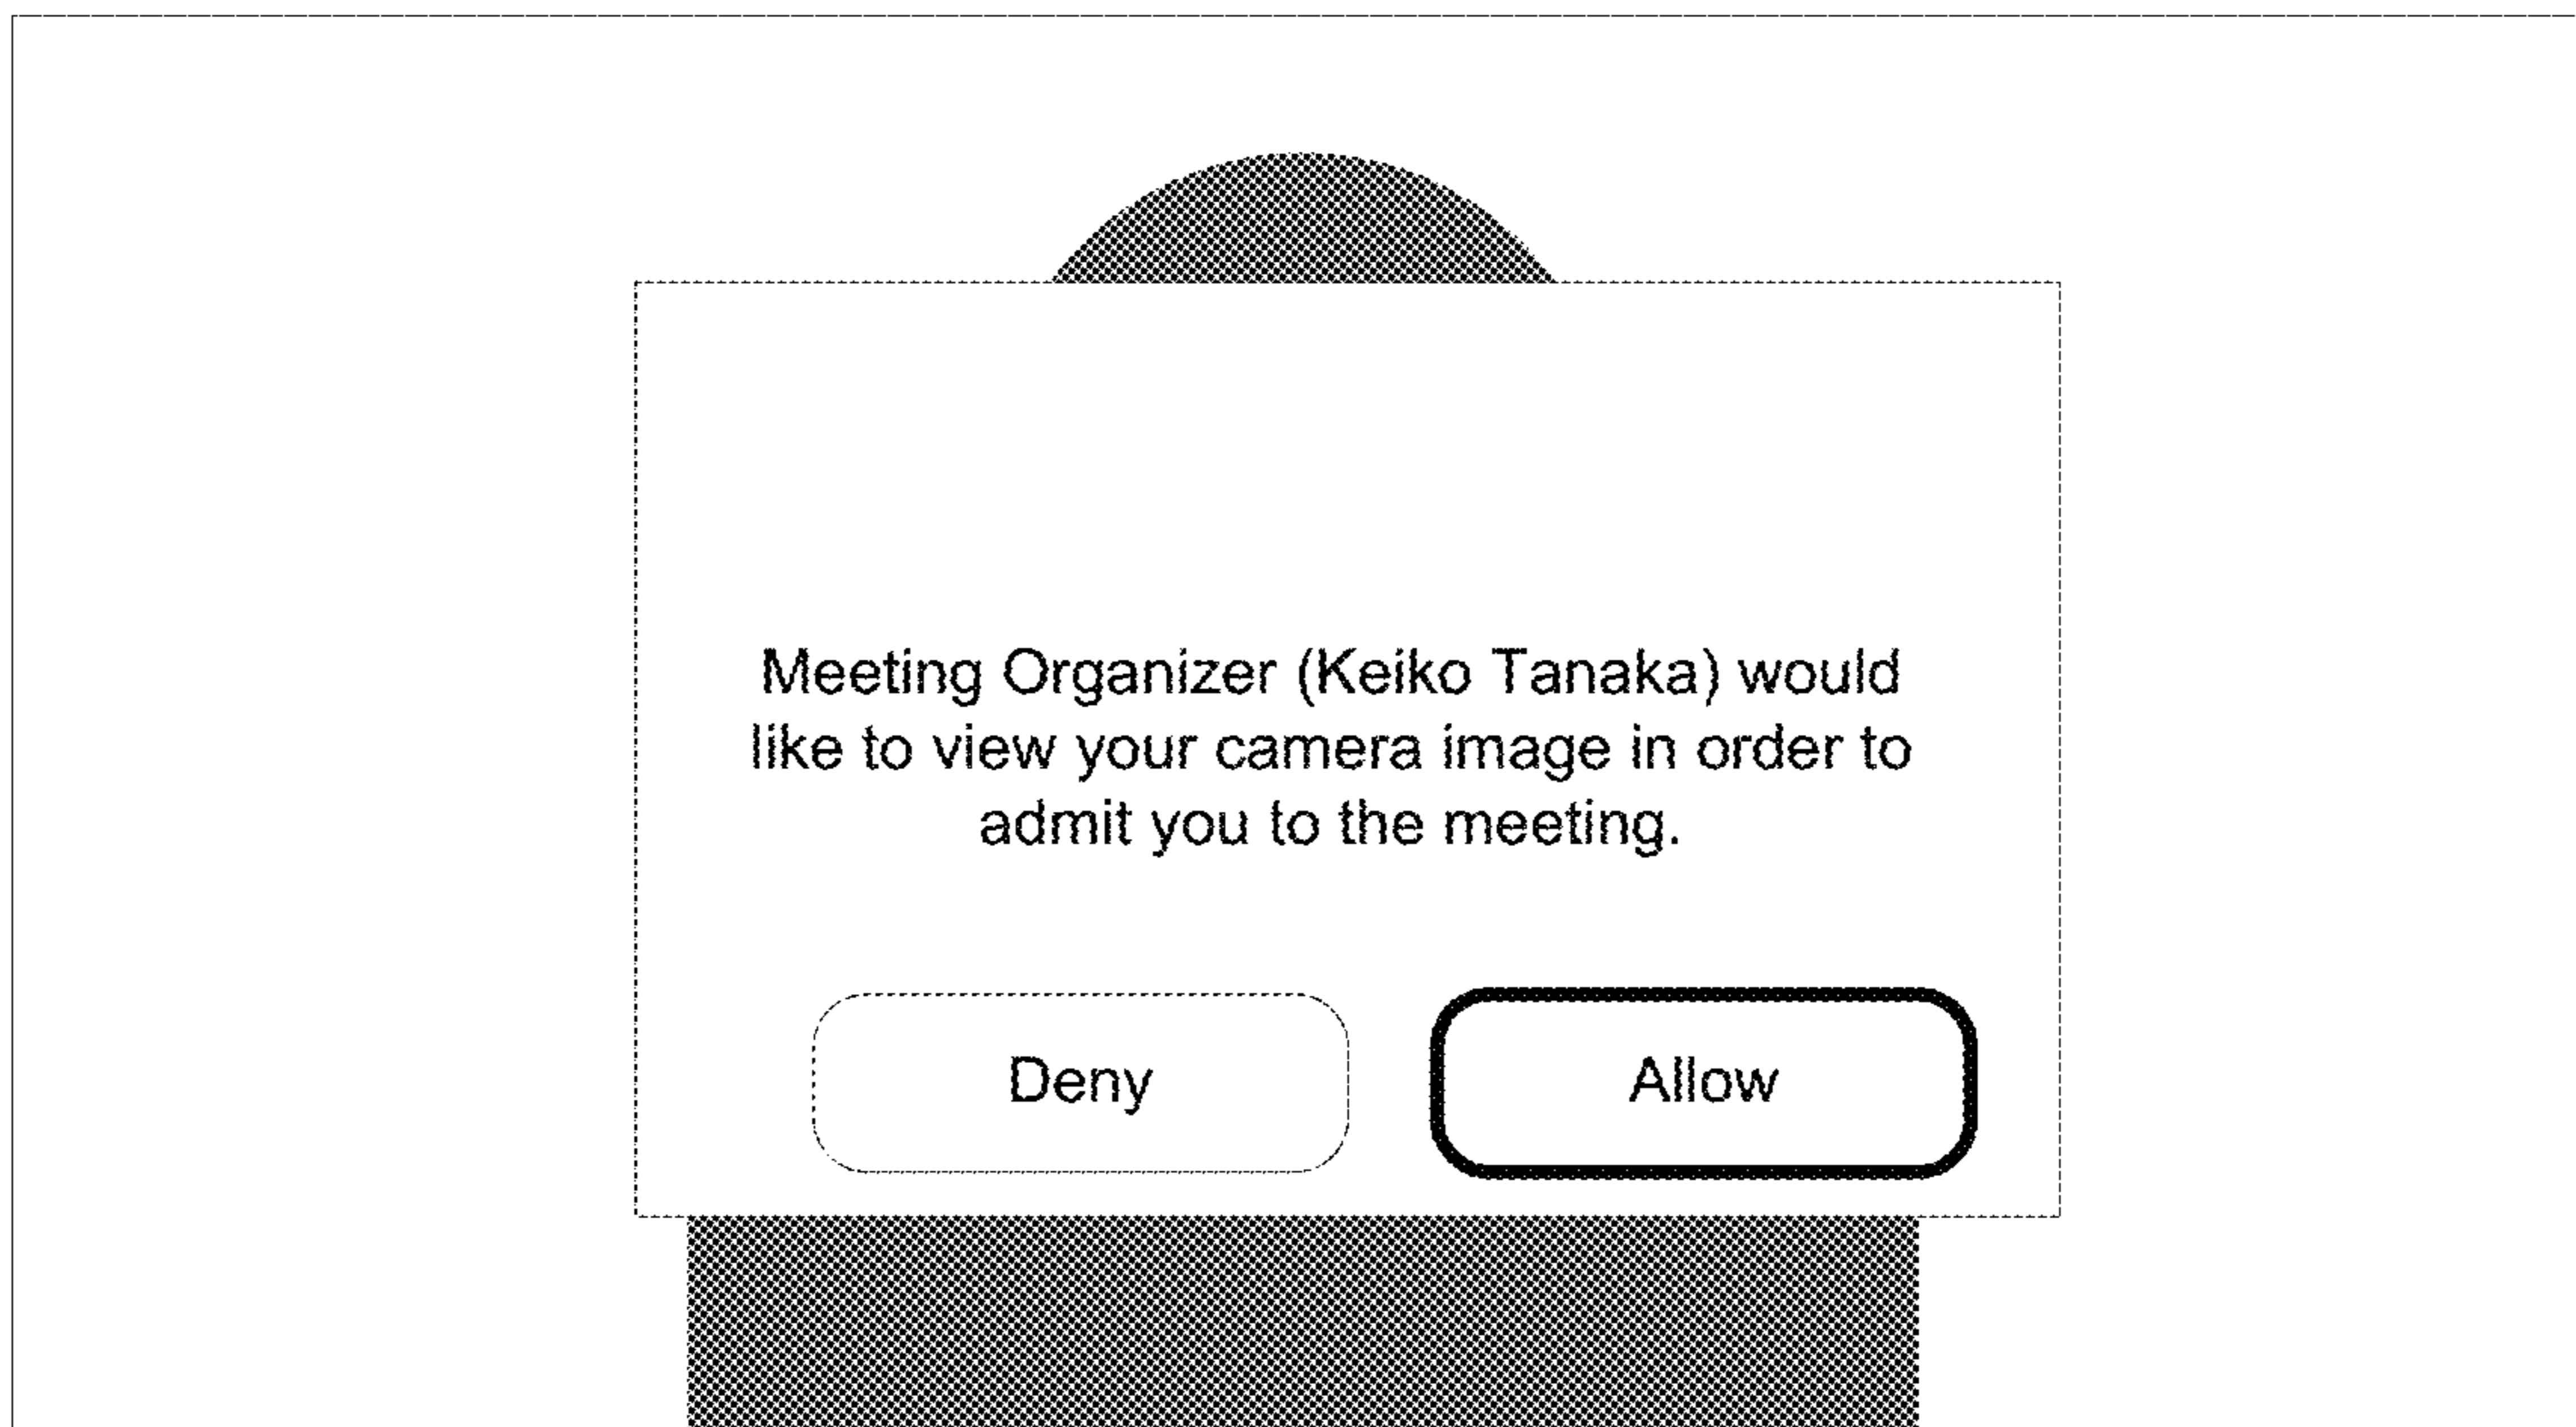 Meeting Organizer (Keiko Tanaka) would
like to view your camera image in order to
admit you to the meeting.
Deny
Allow